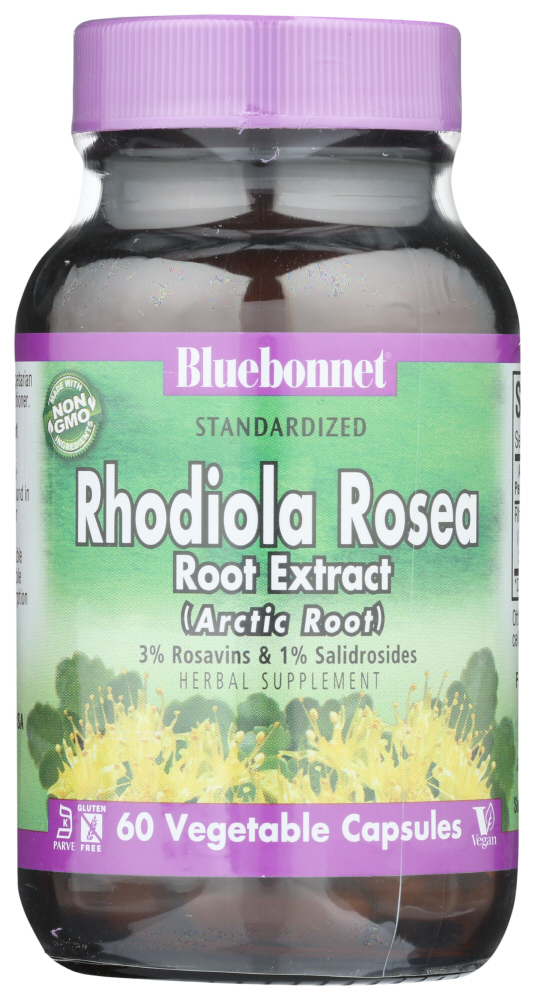 Bluebonnet®
MADE WITH
NON
GMO
INGREDIENTS
STANDARDIZED
Rhodiola Rosea
Root Extract
(Arctic Root)
3% Rosavins & 1% Salidrosides
HERBAL SUPPLEMENT
K
PARVE
GLUTEN
FREE
60 Vegetable Capsules
V
Vegan